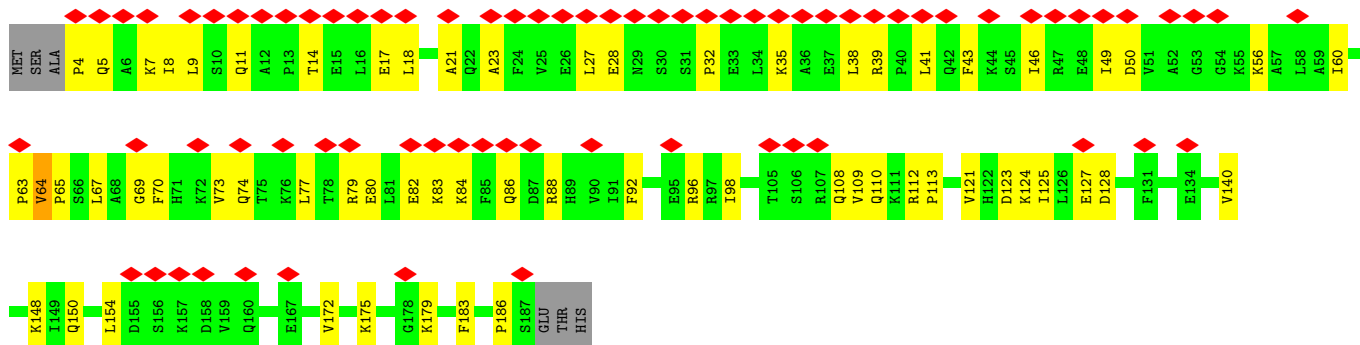 MET SER ALA P4 Q5 A6 K7 I8 L9 S10 Q11 A12 P13 T14 E15 L16 E17 L18 A21 Q22 A23 F24 V25 E26 L27 E28 N29 S30 S31 P32 E33 L34 K35 A36 E37 L38 R39 P40 L41 Q42 F43 K44 S45 I46 R47 E48 I49 D50 V51 A52 G53 G54 K55 K56 A57 L58 A59 I60
P63 V64 P65 S66 L67 A68 G69 F70 H71 K72 V73 Q74 T75 K76 L77 T78 R79 E80 L81 E82 K83 K84 F85 Q86 D87 R88 H89 V90 I91 F92 E95 R96 R97 I98 T105 S106 R107 Q108 V109 Q110 K111 R112 P113 V121 H122 D123 K124 I125 L126 E127 D128 F131 E134 V140
K148 I149 Q150 L154 D155 S156 K157 D158 V159 Q160 E167 V172 K175 G178 K179 F183 P186 S187 GLU THR HIS